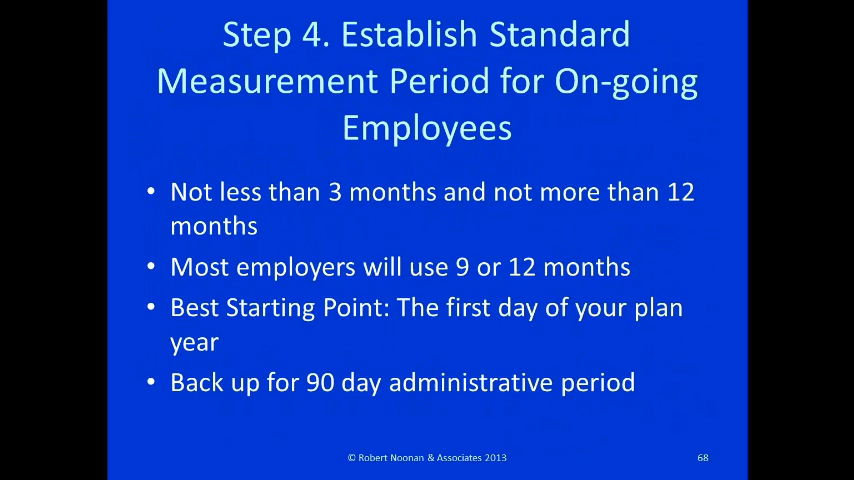 Step 4. Establish Standard
Measurement Period for On-going
Employees
• Not less than 3 months and not more than 12
months
• Most employers will use 9 or 12 months
• Best Starting Point: The first day of your plan
year
• Back up for 90 day administrative period
© Robert Noonan & Associates 2013
68